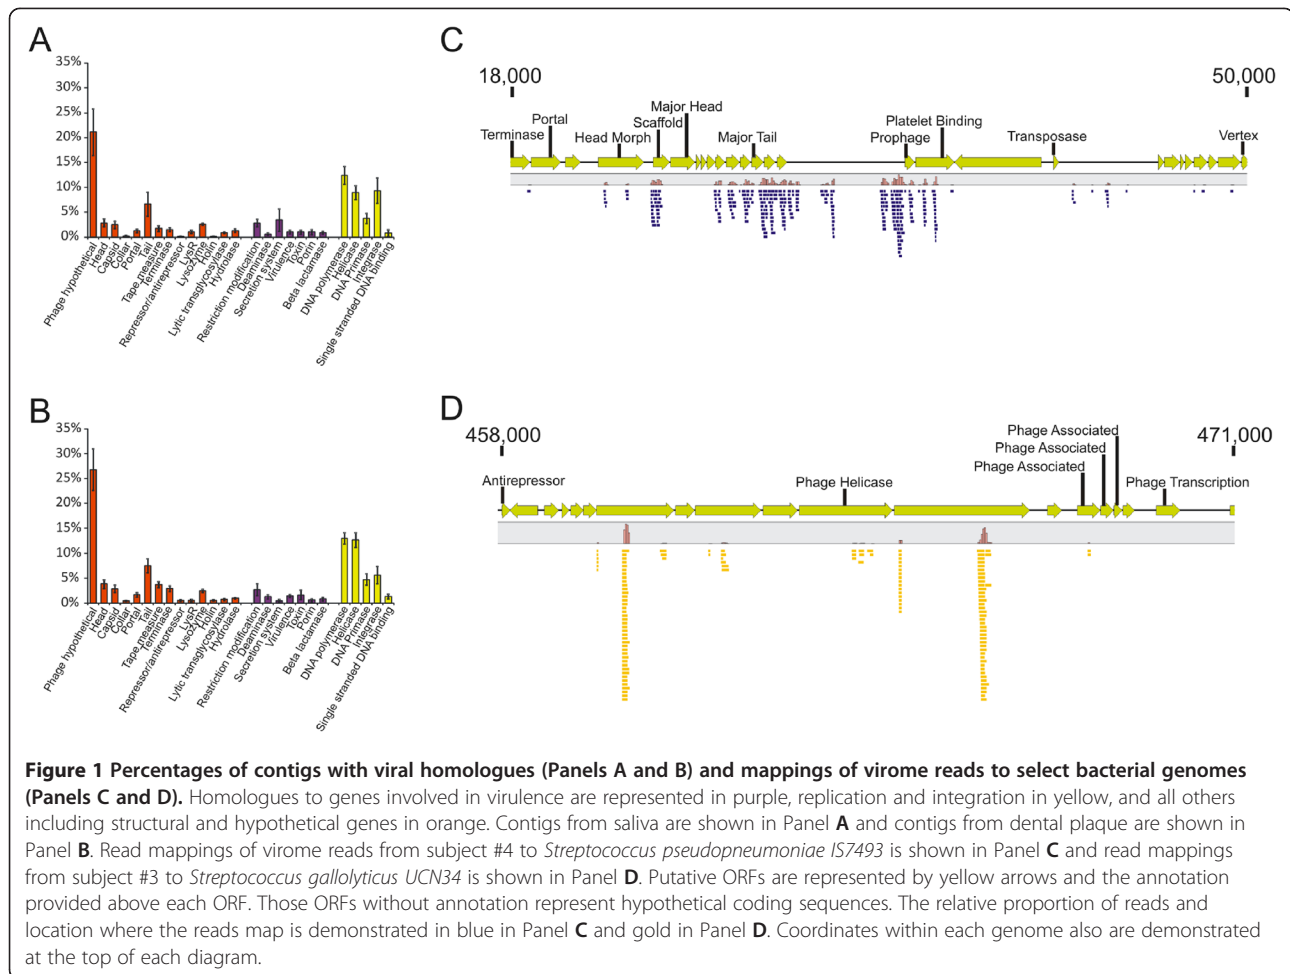 A
35%
30%
25%
20%
15%
10%
5%
0%
Phage hypothetical
Head
Capsid
Collar
Portal
Tail
Tape measure
Terminase
Repressor/antirepressor
LysR
Lysozyme
Holin
Lytic transglycosylase
Hydrolase
Restriction modification
Deaminase
Secretion system
Virulence
Toxin
Porin
Beta lactamase
DNA polymerase
Helicase
DNA Primase
Integrase
Single stranded DNA binding
C
18,000
50,000
Terminase
Portal
Head Morph
Scaffold
Major Head
Major Tail
Prophage
Platelet Binding
Transposase
Vertex
B
35%
30%
25%
20%
15%
10%
5%
0%
Phage hypothetical
Head
Capsid
Collar
Portal
Tail
Tape measure
Terminase
Repressor/antirepressor
LysR
Lysozyme
Holin
Lytic transglycosylase
Hydrolase
Restriction modification
Deaminase
Secretion system
Virulence
Toxin
Porin
Beta lactamase
DNA polymerase
Helicase
DNA Primase
Integrase
Single stranded DNA binding
D
458,000
471,000
Antirepressor
Phage Helicase
Phage Associated
Phage Associated
Phage Associated
Phage Transcription
Figure 1 Percentages of contigs with viral homologues (Panels A and B) and mappings of virome reads to select bacterial genomes
(Panels C and D). Homologues to genes involved in virulence are represented in purple, replication and integration in yellow, and all others
including structural and hypothetical genes in orange. Contigs from saliva are shown in Panel A and contigs from dental plaque are shown in
Panel B. Read mappings of virome reads from subject #4 to Streptococcus pseudopneumoniae IS7493 is shown in Panel C and read mappings
from subject #3 to Streptococcus gallolyticus UCN34 is shown in Panel D. Putative ORFs are represented by yellow arrows and the annotation
provided above each ORF. Those ORFs without annotation represent hypothetical coding sequences. The relative proportion of reads and
location where the reads map is demonstrated in blue in Panel C and gold in Panel D. Coordinates within each genome also are demonstrated
at the top of each diagram.